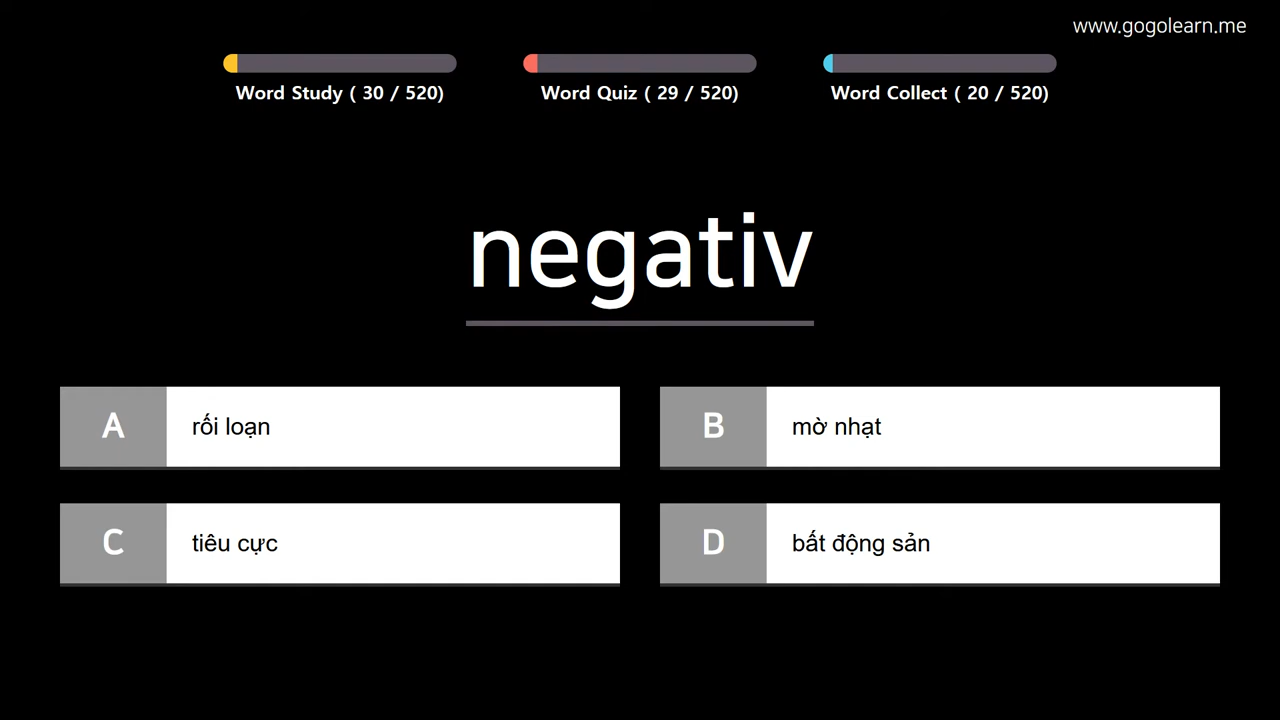 www.gogolearn.me
Word Study ( 30 / 520)
Word Quiz ( 29 / 520)
Word Collect ( 20 / 520)
negativ
A rối loạn
B mờ nhạt
C tiêu cực
D bất động sản